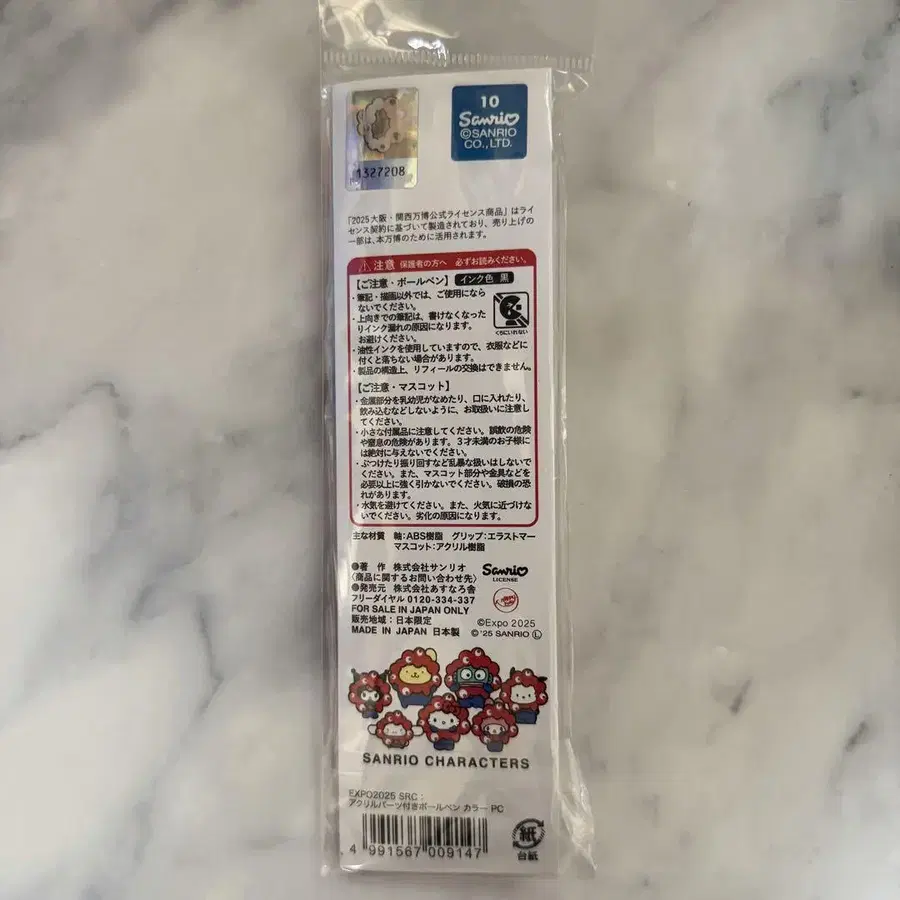 1327208
10
Sanrio
©SANRIO
CO.,LTD.
「2025大阪・関西万博公式ライセンス商品」はライ
センス契約に基づいて製造されており、売り上げの
一部は、本万博のために活用されます。
注意 保護者の方へ 必ずお読みください。
【ご注意・ボールペン】 インク色 黒
・筆記・描画以外では、ご使用になら
ないでください。
・上向きでの筆記は、書けなくなった
りインク漏れの原因になります。
お避けください。
くちにいれない
・油性インクを使用していますので、衣服などに
付くと落ちない場合があります。
・製品の構造上、リフィールの交換はできません。
【ご注意・マスコット】
・金属部分を乳幼児がなめたり、口に入れたり、
飲み込むなどしないように、お取扱いに注意し
てください。
・小さな付属品に注意してください。誤飲の危険
や窒息の危険があります。3才未満のお子様に
は絶対に与えないでください。
・ぶつけたり振り回すなど乱暴な扱いはしないで
ください。また、マスコット部分や金具などを
必要以上に強く引かないでください。破損の恐
れがあります。
・水気を避けてください。また、火気に近づけな
いでください。劣化の原因になります。
主な材質 軸:ABS樹脂 グリップ:エラストマー
マスコット:アクリル樹脂
●著 作 株式会社サンリオ
(商品に関するお問い合わせ先)
●発売元 株式会社あすなろ舎
フリーダイヤル 0120-334-337
FOR SALE IN JAPAN ONLY
販売地域:日本限定
MADE IN JAPAN 日本製
Sanrio
LICENSE
©Expo 2025
©'25 SANRIO Ⓛ
SANRIO CHARACTERS
EXPO2025 SRC:
アクリルパーツ付きボールペン カラー PC
4 991567 009147
紙
台紙